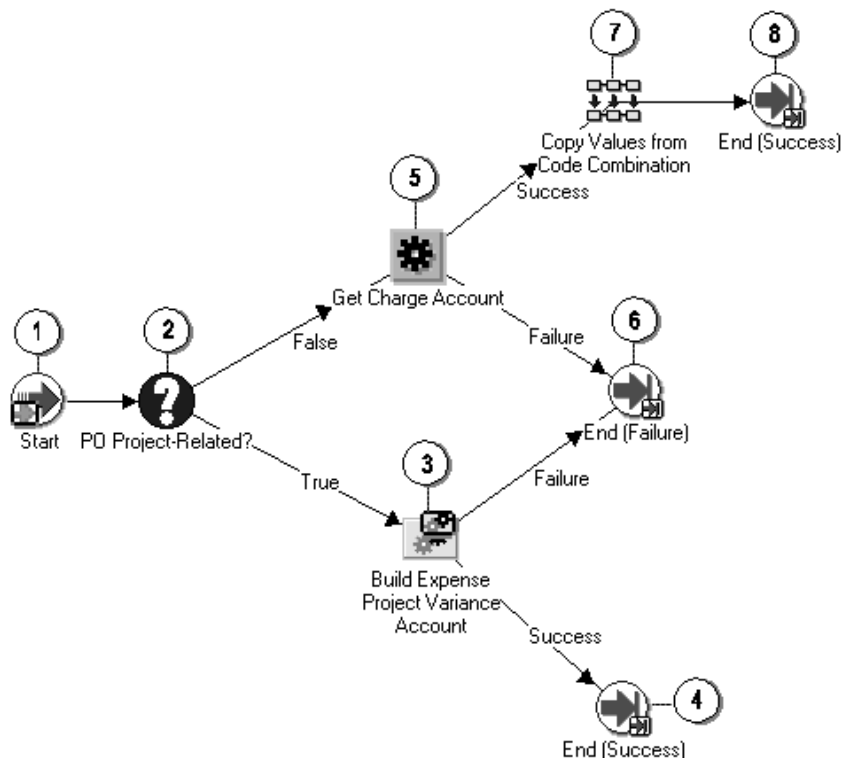 7
8
Copy Values from
Code Combination
End (Success)
5
Success
Get Charge Account
1
2
False
Failure
6
Start
PO Project-Related?
End (Failure)
True
3
Failure
Build Expense
Project Variance
Account
Success
4
End (Success)